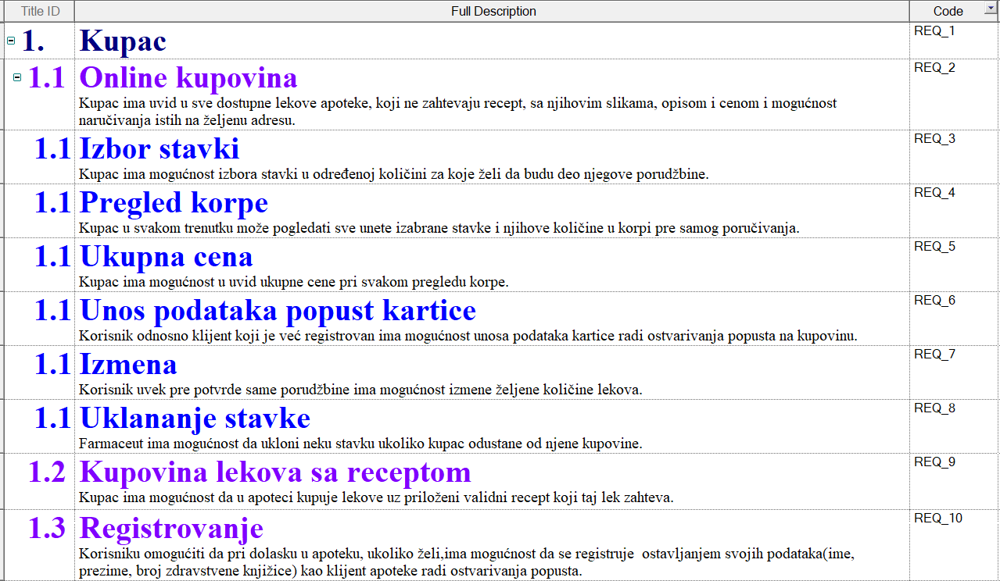 Title ID Full Description Code
1. Kupac REQ_1
1.1 Online kupovina REQ_2
Kupac ima uvid u sve dostupne lekove apoteke, koji ne zahtevaju recept, sa njihovim slikama, opisom i cenom i mogućnost
naručivanja istih na željenu adresu.
1.1 Izbor stavki REQ_3
Kupac ima mogućnost izbora stavki u određenoj količini za koje želi da budu deo njegove porudžbine.
1.1 Pregled korpe REQ_4
Kupac u svakom trenutku može pogledati sve unete izabrane stavke i njihove količine u korpi pre samog poručivanja.
1.1 Ukupna cena REQ_5
Kupac ima mogućnost u uvid ukupne cene pri svakom pregledu korpe.
1.1 Unos podataka popust kartice REQ_6
Korisnik odnosno klijent koji je već registrovan ima mogućnost unosa podataka kartice radi ostvarivanja popusta na kupovinu.
1.1 Izmena REQ_7
Korisnik uvek pre potvrde same porudžbine ima mogućnost izmene željene količine lekova.
1.1 Uklananje stavke REQ_8
Farmaceut ima mogućnost da ukloni neku stavku ukoliko kupac odustane od njene kupovine.
1.2 Kupovina lekova sa receptom REQ_9
Kupac ima mogućnost da u apoteci kupuje lekove uz priloženi validni recept koji taj lek zahteva.
1.3 Registrovanje REQ_10
Korisniku omogućiti da pri dolasku u apoteku, ukoliko želi,ima mogućnost da se registruje  ostavljanjem svojih podataka(ime,
prezime, broj zdravstvene knjižice) kao klijent apoteke radi ostvarivanja popusta.